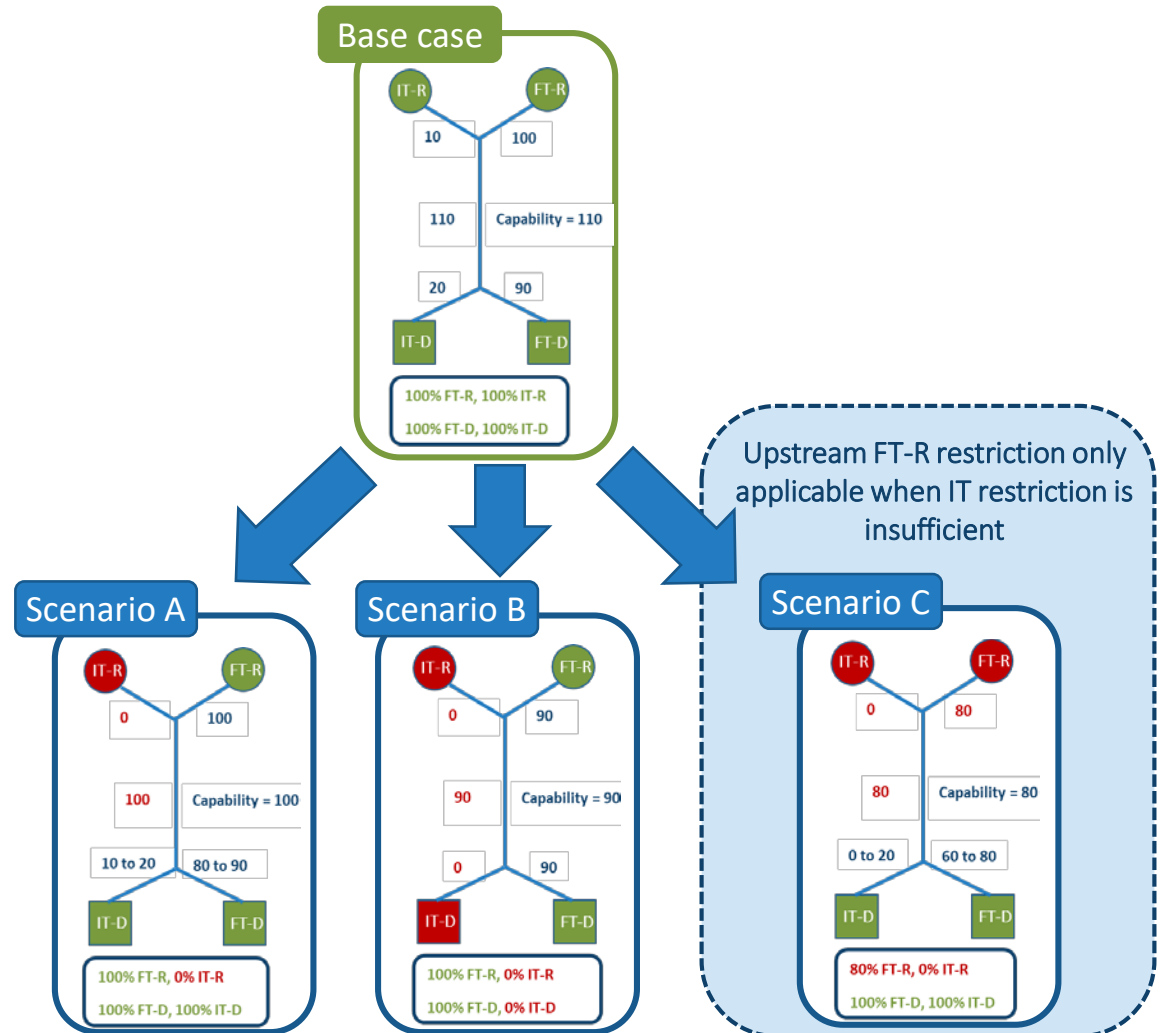 Base case
IT-R
FT-R
10
100
110
Capability = 110
20
90
IT-D
FT-D
100% FT-R, 100% IT-R
100% FT-D, 100% IT-D
Upstream FT-R restriction only
applicable when IT restriction is
insufficient
Scenario A
IT-R
FT-R
0
100
100
Capability = 100
10 to 20
80 to 90
IT-D
FT-D
100% FT-R, 0% IT-R
100% FT-D, 100% IT-D
Scenario B
IT-R
FT-R
0
90
90
Capability = 90
0
90
IT-D
FT-D
100% FT-R, 0% IT-R
100% FT-D, 0% IT-D
Scenario C
IT-R
FT-R
0
80
80
Capability = 80
0 to 20
60 to 80
IT-D
FT-D
80% FT-R, 0% IT-R
100% FT-D, 100% IT-D